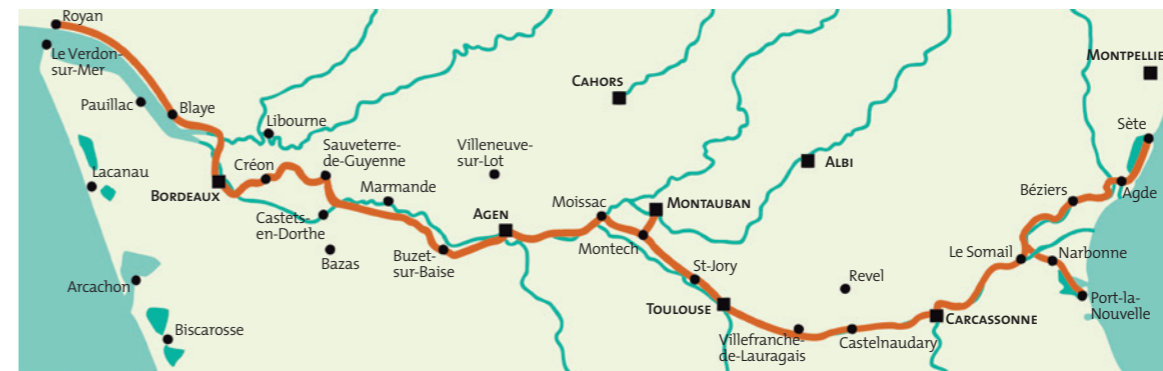 Royan
Le Verdon-
sur-Mer
Pauillac
Blaye
Libourne
Lacanau
BORDEAUX
Créon
Sauveterre-
de-Guyenne
Castets-
en-Dorthe
Bazas
Arcachon
Biscarosse
Marmande
Buzet-
sur-Baise
Villeneuve-
sur-Lot
AGEN
CAHORS
Moissac
MONTAUBAN
Montech
ALBI
St-Jory
TOULOUSE
Revel
Villefranche-
de-Lauragais
Castelnaudary
CARCASSONNE
Le Somail
Narbonne
Port-la-
Nouvelle
Béziers
Agde
Sète
MONTPELLIE